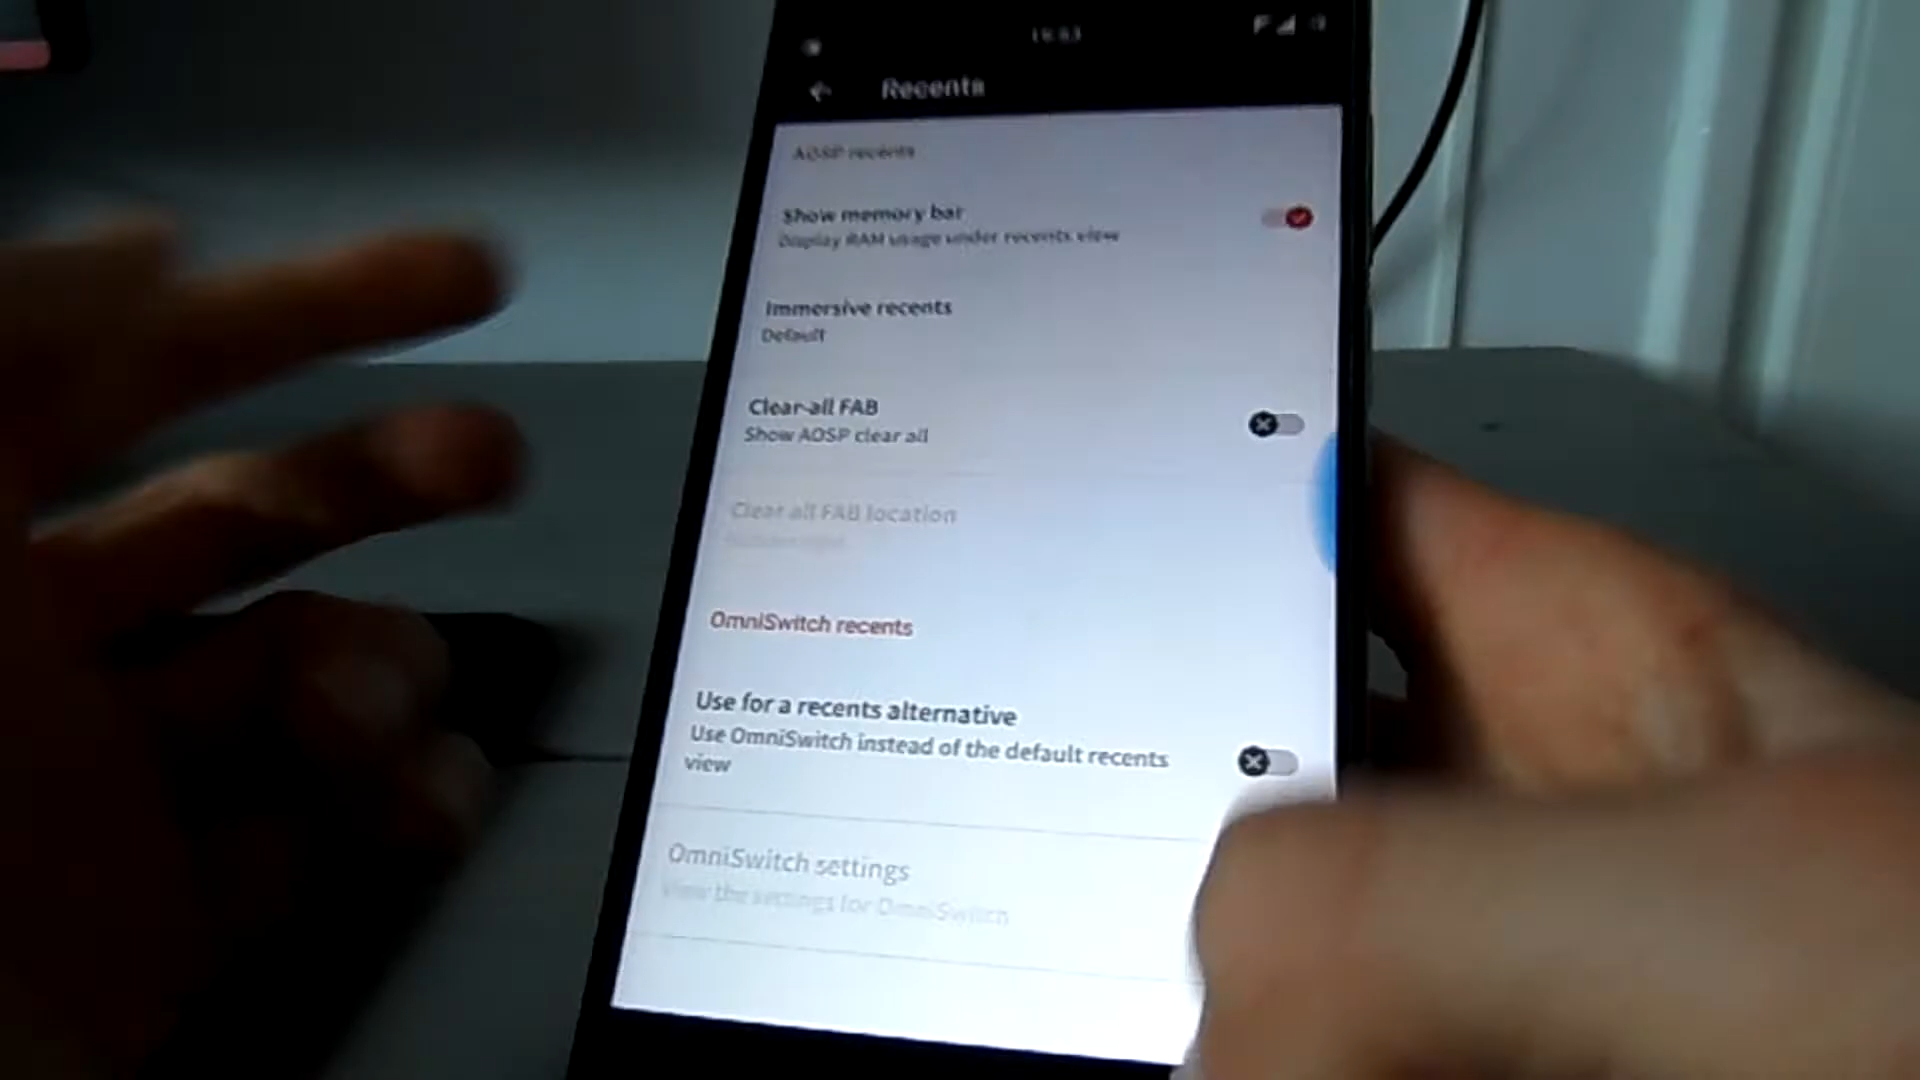 Recents
AOSP recents
Show memory bar
Display RAM usage under recents view
Immersive recents
Default
Clear-all FAB
Show AOSP clear all
Clear all FAB location
OmniSwitch recents
Use for a recents alternative
Use OmniSwitch instead of the default recents
view
OmniSwitch settings
View the settings for OmniSwitch